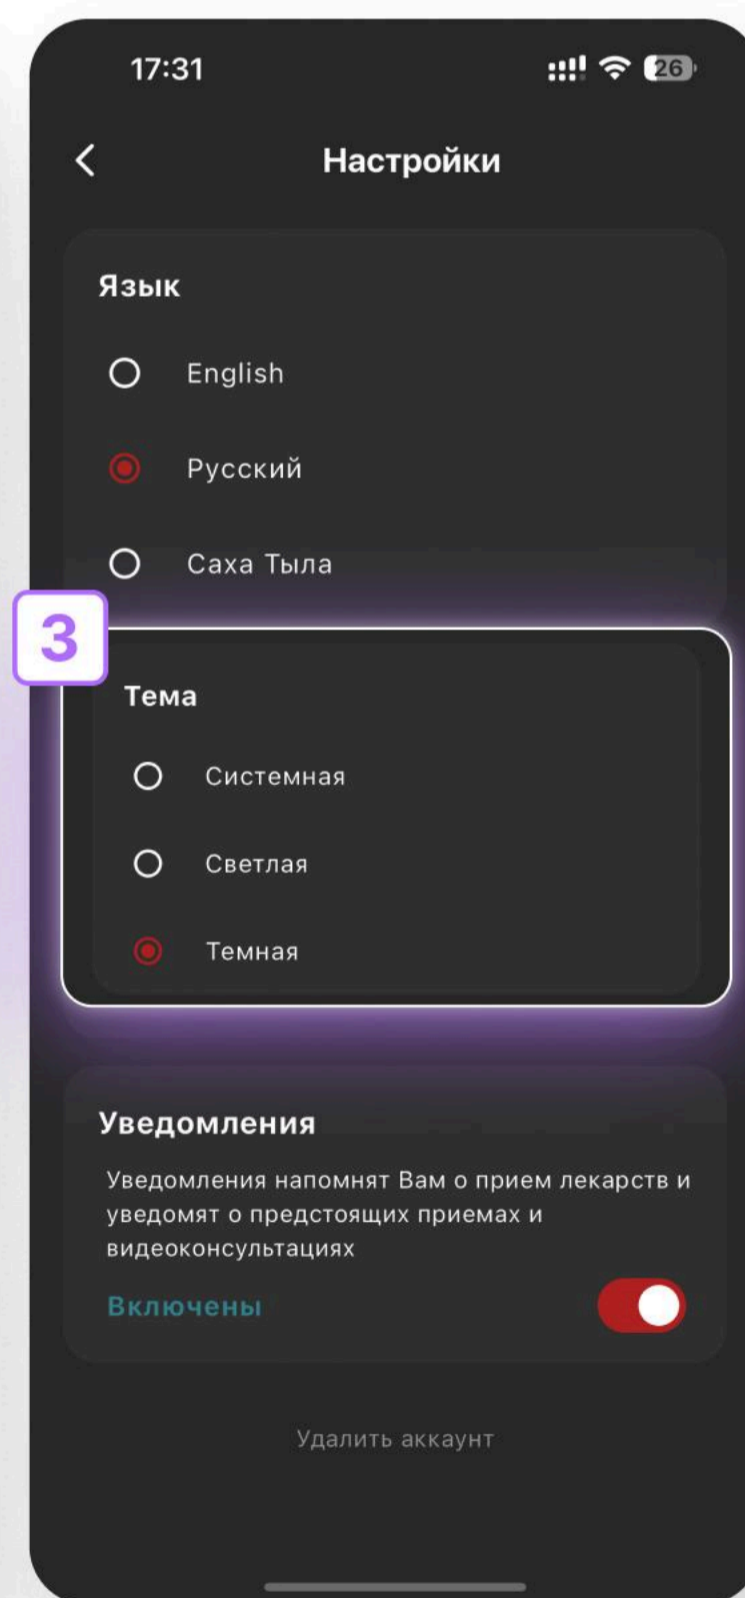 17:31
26
Настройки
Язык
English
Русский
Саха Тыла
3
Тема
Системная
Светлая
Темная
Уведомления
Уведомления напомнят Вам о прием лекарств и
уведомят о предстоящих приемах и
видеоконсультациях
Включены
Удалить аккаунт